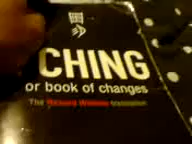 CHING
or book of changes
The Richard Wilhelm translation